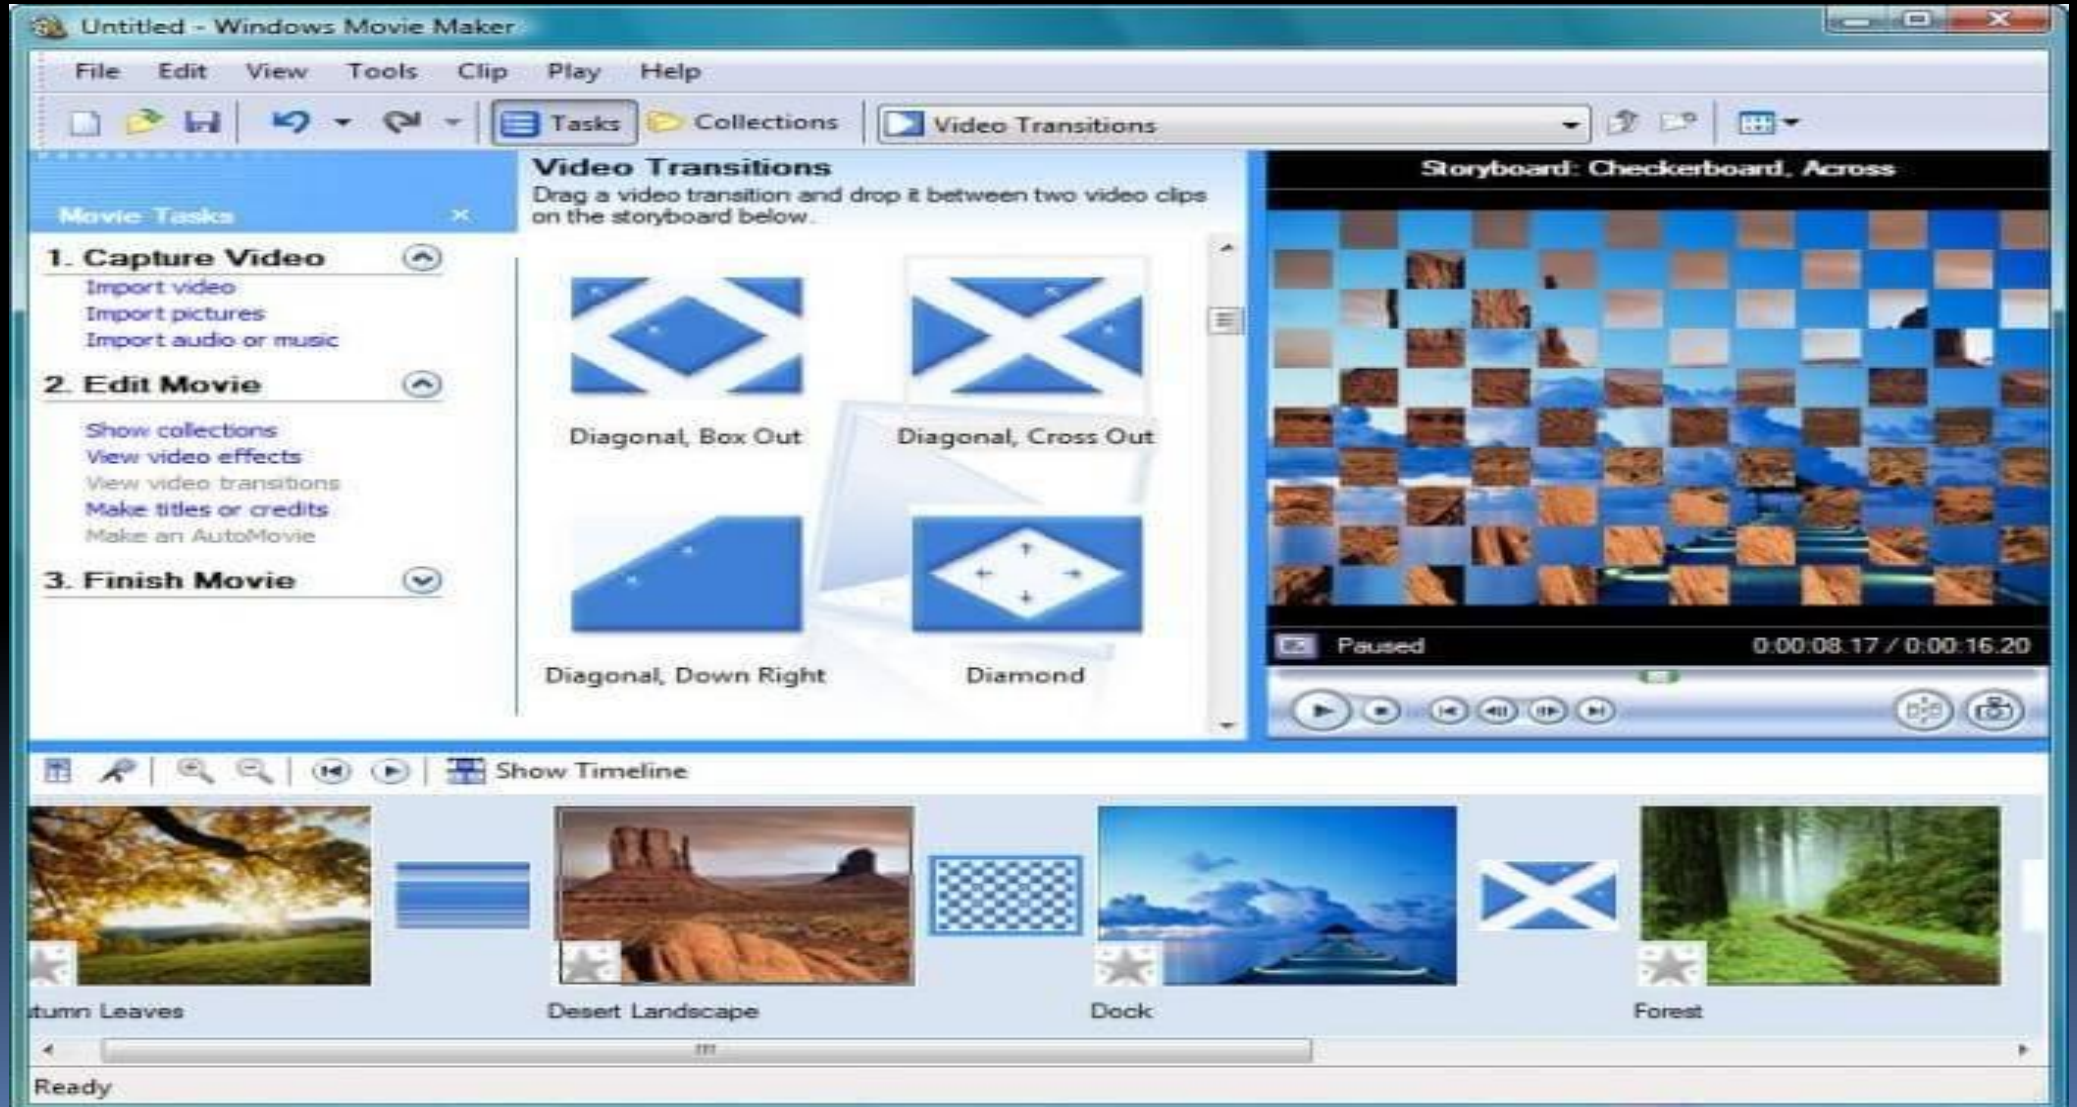 Untitled - Windows Movie Maker
File Edit View Tools Clip Play Help
Tasks Collections Video Transitions
Movie Tasks
1. Capture Video
Import video
Import pictures
Import audio or music
2. Edit Movie
Show collections
View video effects
View video transitions
Make titles or credits
Make an AutoMovie
3. Finish Movie
Video Transitions
Drag a video transition and drop it between two video clips
on the storyboard below.
Diagonal, Box Out Diagonal, Cross Out
Diagonal, Down Right Diamond
Storyboard: Checkerboard, Across
Paused 0:00:08.17 / 0:00:16.20
Show Timeline
tumn Leaves Desert Landscape Dock Forest
Ready